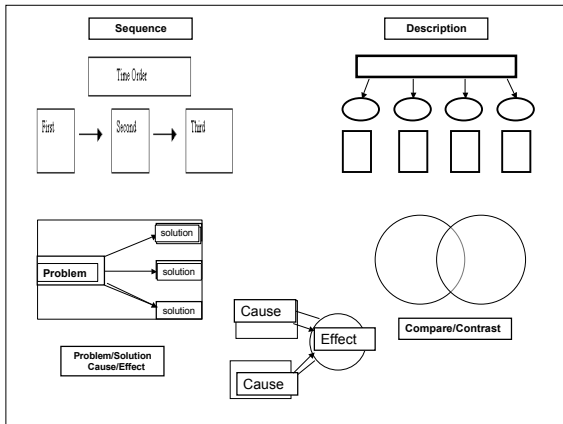 Sequence
Description
Time Order
First
Second
Third
solution
Problem
solution
solution
Problem/Solution
Cause/Effect
Cause
Effect
Cause
Compare/Contrast